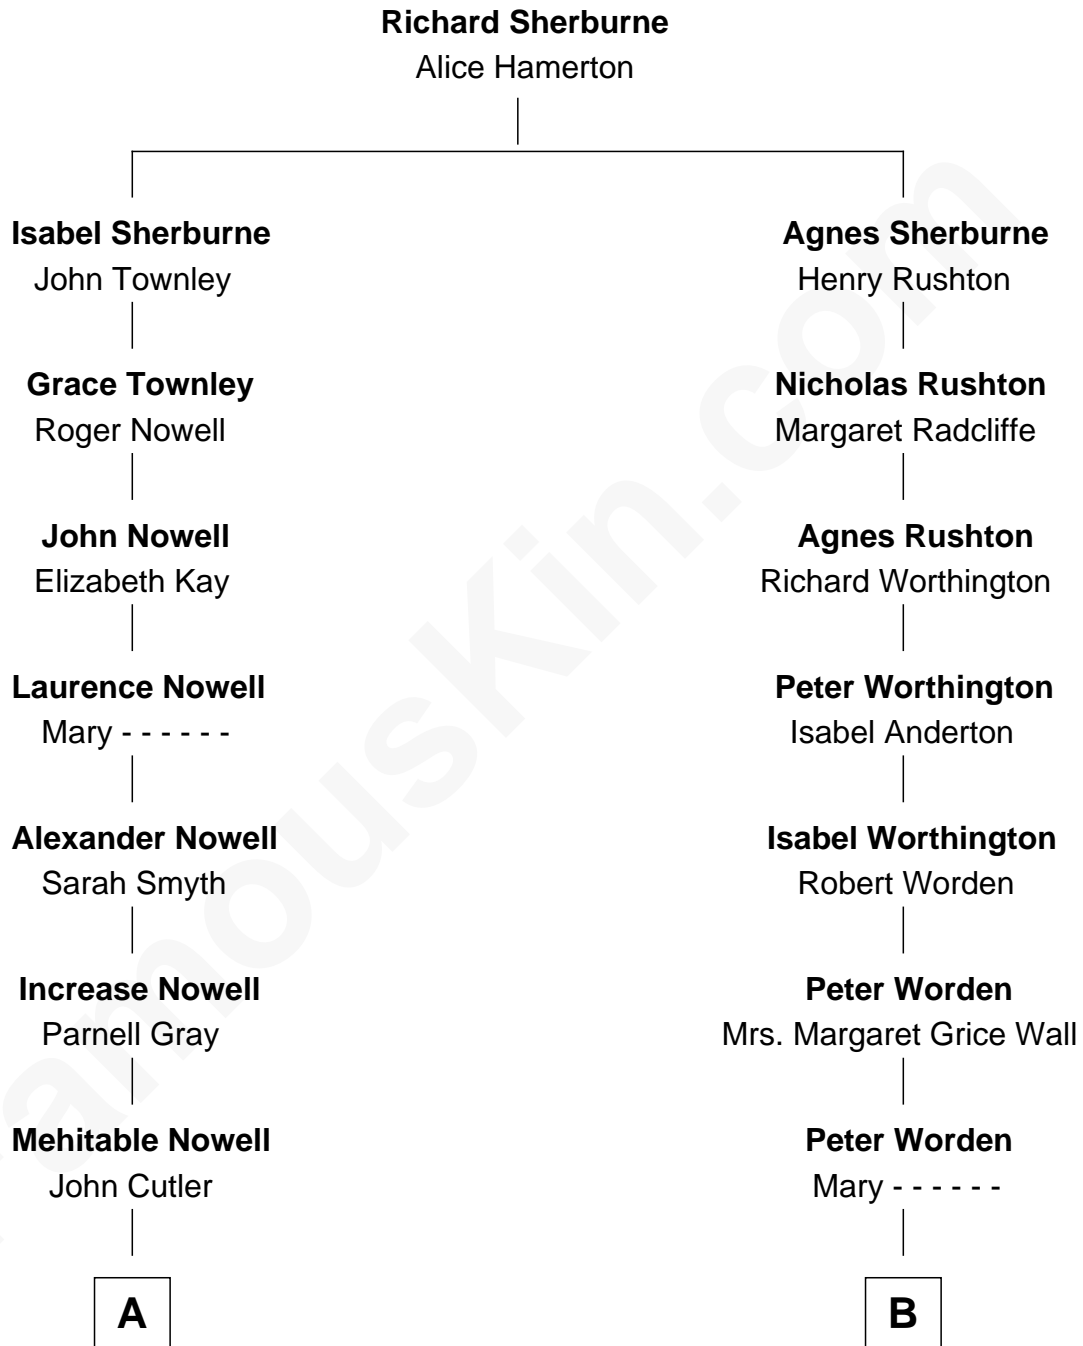 Richard Sherburne
Alice Hamerton
Isabel Sherburne
John Townley
Agnes Sherburne
Henry Rushton
Grace Townley
Roger Nowell
Nicholas Rushton
Margaret Radcliffe
John Nowell
Elizabeth Kay
Agnes Rushton
Richard Worthington
Laurence Nowell
Mary - - - - - -
Peter Worthington
Isabel Anderton
Alexander Nowell
Sarah Smyth
Isabel Worthington
Robert Worden
Increase Nowell
Parnell Gray
Peter Worden
Mrs. Margaret Grice Wall
Mehitable Nowell
John Cutler
Peter Worden
Mary - - - - - -
A
B
FamousKin.com